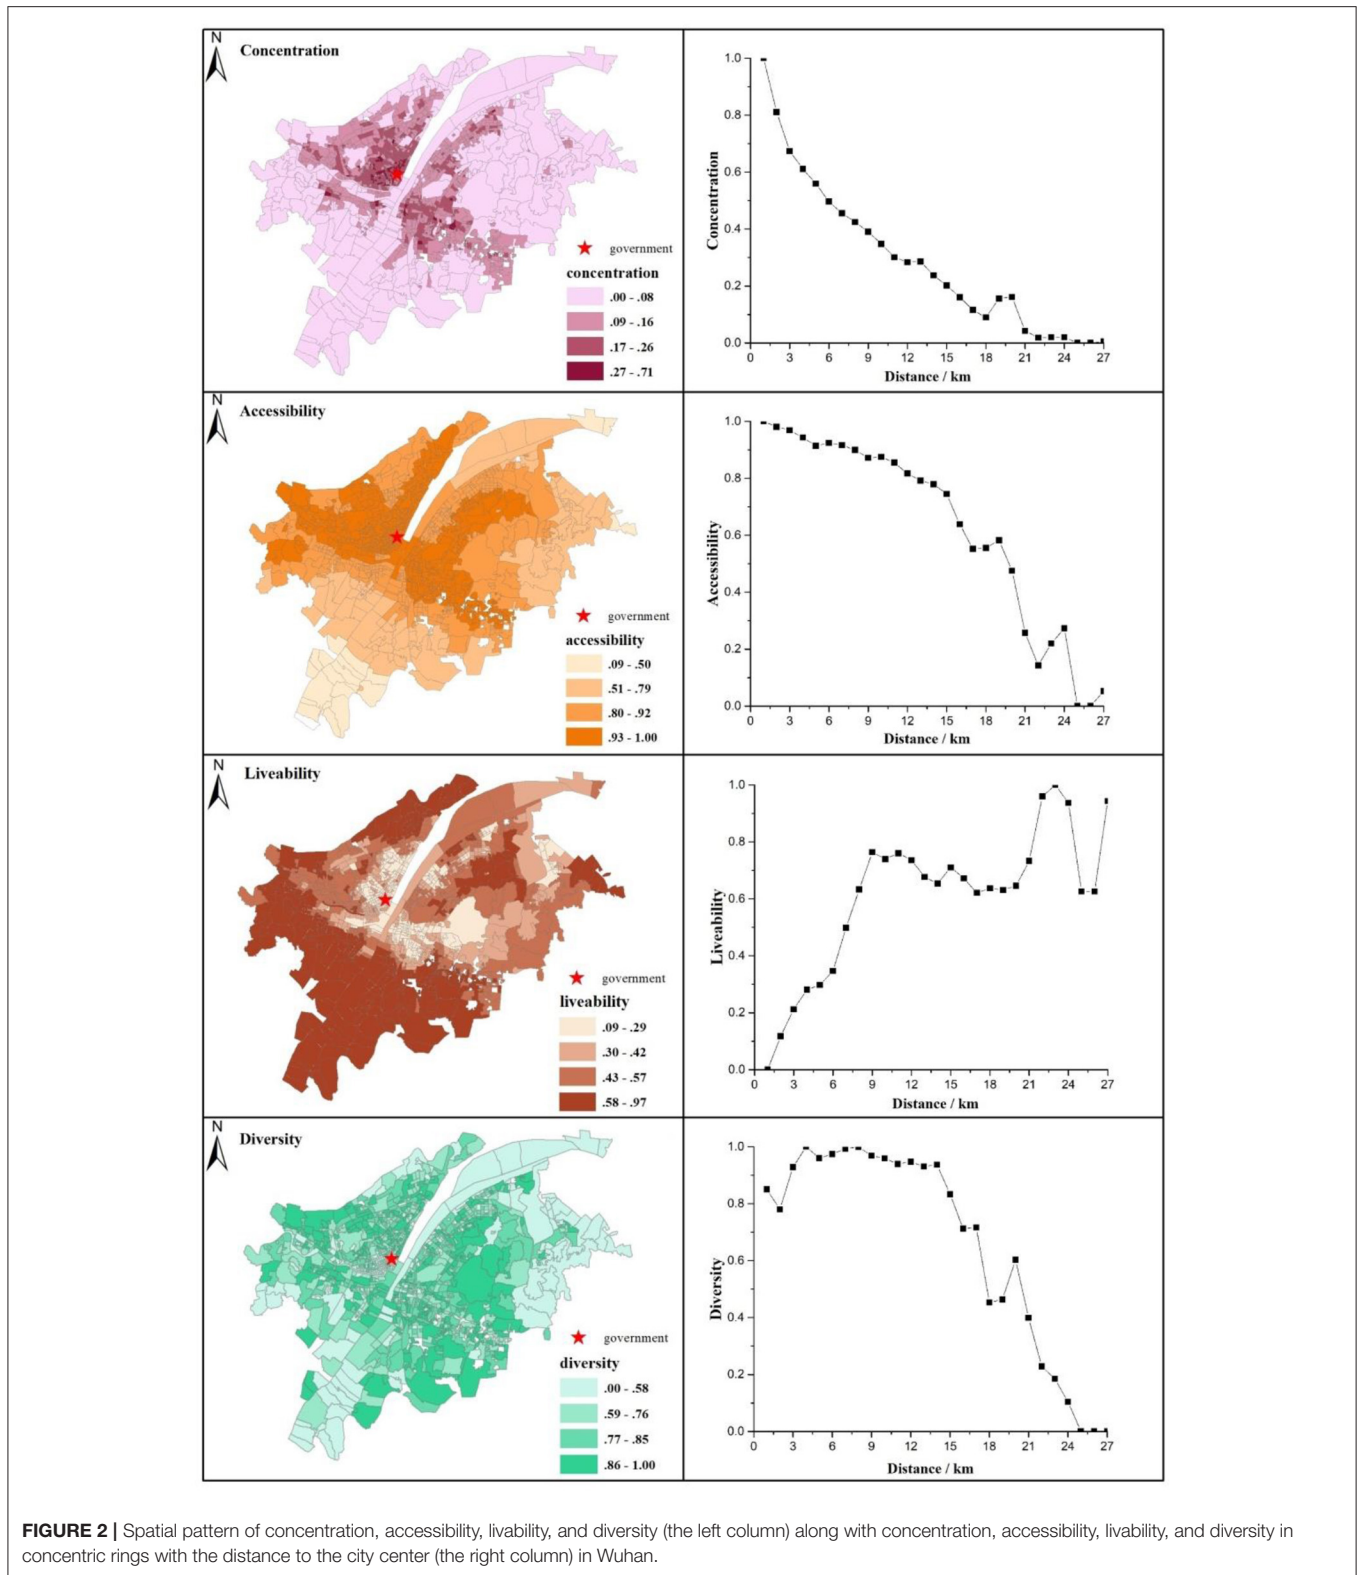 N
Concentration
government
concentration
.00 - .08
.09 - .16
.17 - .26
.27 - .71
1.0
0.8
0.6
0.4
0.2
0.0
Concentration
0 3 6 9 12 15 18 21 24 27
Distance / km
N
Accessibility
government
accessibility
.09 - .50
.51 - .79
.80 - .92
.93 - 1.00
1.0
0.8
0.6
0.4
0.2
0.0
Accessibility
0 3 6 9 12 15 18 21 24 27
Distance / km
N
Liveability
government
liveability
.09 - .29
.30 - .42
.43 - .57
.58 - .97
1.0
0.8
0.6
0.4
0.2
0.0
Liveability
0 3 6 9 12 15 18 21 24 27
Distance / km
N
Diversity
government
diversity
.00 - .58
.59 - .76
.77 - .85
.86 - 1.00
1.0
0.8
0.6
0.4
0.2
0.0
Diversity
0 3 6 9 12 15 18 21 24 27
Distance / km
FIGURE 2 | Spatial pattern of concentration, accessibility, livability, and diversity (the left column) along with concentration, accessibility, livability, and diversity in
concentric rings with the distance to the city center (the right column) in Wuhan.